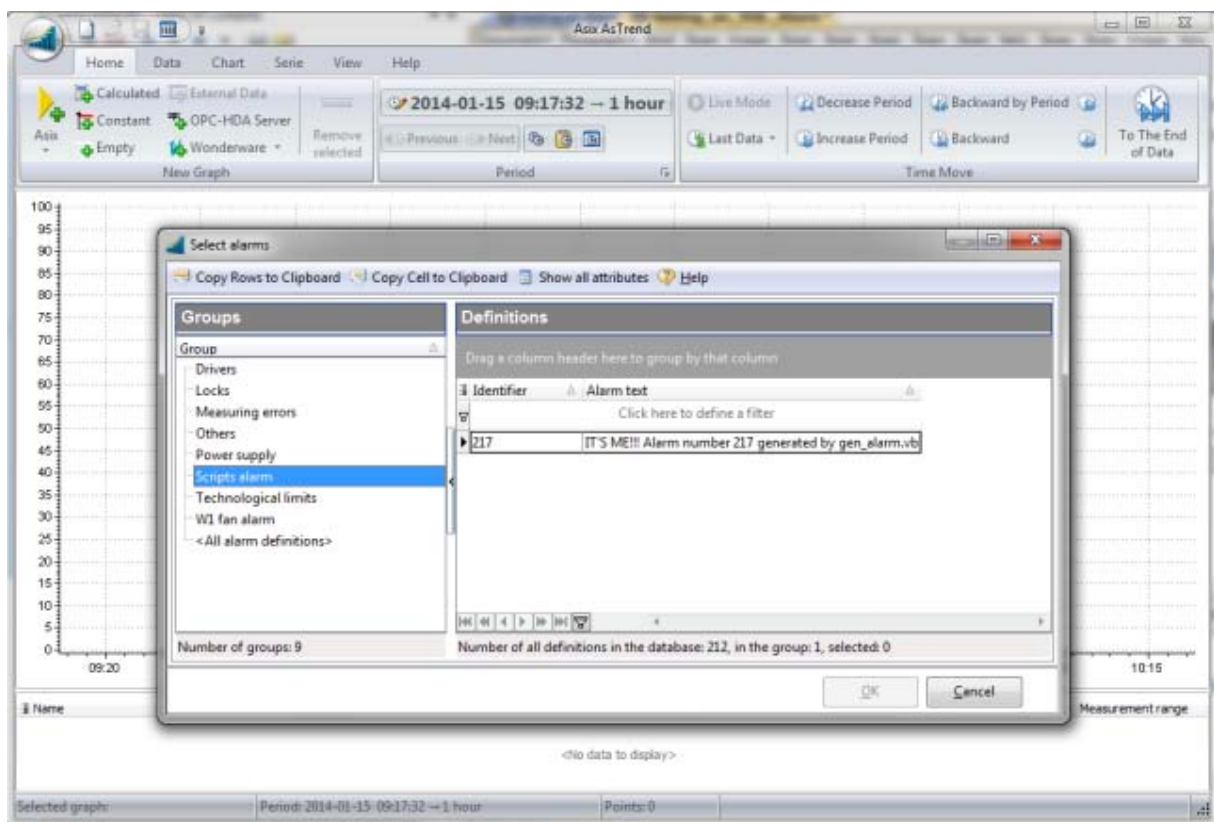 Asix AsTrend
Home Data Chart Serie View Help
Calculated External Data
Constant OPC-HDA Server
Empty Wonderware
Asix
Remove selected
New Graph
2014-01-15 09:17:32 → 1 hour
Previous Next
Period
Live Mode Decrease Period Backward by Period
Last Data Increase Period Backward
To The End of Data
Time Move
100
95
90
85
80
75
70
65
60
55
50
45
40
35
30
25
20
15
10
5
0
09:20
10:15
Select alarms
Copy Rows to Clipboard Copy Cell to Clipboard Show all attributes Help
Groups
Group
Drivers
Locks
Measuring errors
Others
Power supply
Scripts alarm
Technological limits
W1 fan alarm
<All alarm definitions>
Number of groups: 9
Definitions
Drag a column header here to group by that column
Identifier Alarm text
Click here to define a filter
217 IT'S ME!!! Alarm number 217 generated by gen_alarm.vb
Number of all definitions in the database: 212, in the group: 1, selected: 0
OK Cancel
Name
Measurement range
<No data to display>
Selected graph: Period: 2014-01-15 09:17:32 → 1 hour Points: 0